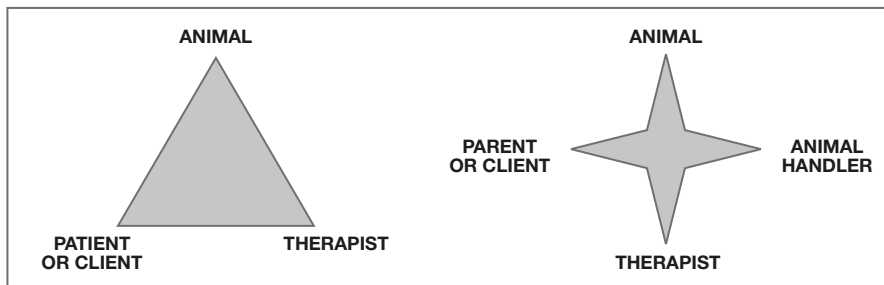 ANIMAL
PATIENT
OR CLIENT
THERAPIST
ANIMAL
PARENT
OR CLIENT
ANIMAL
HANDLER
THERAPIST